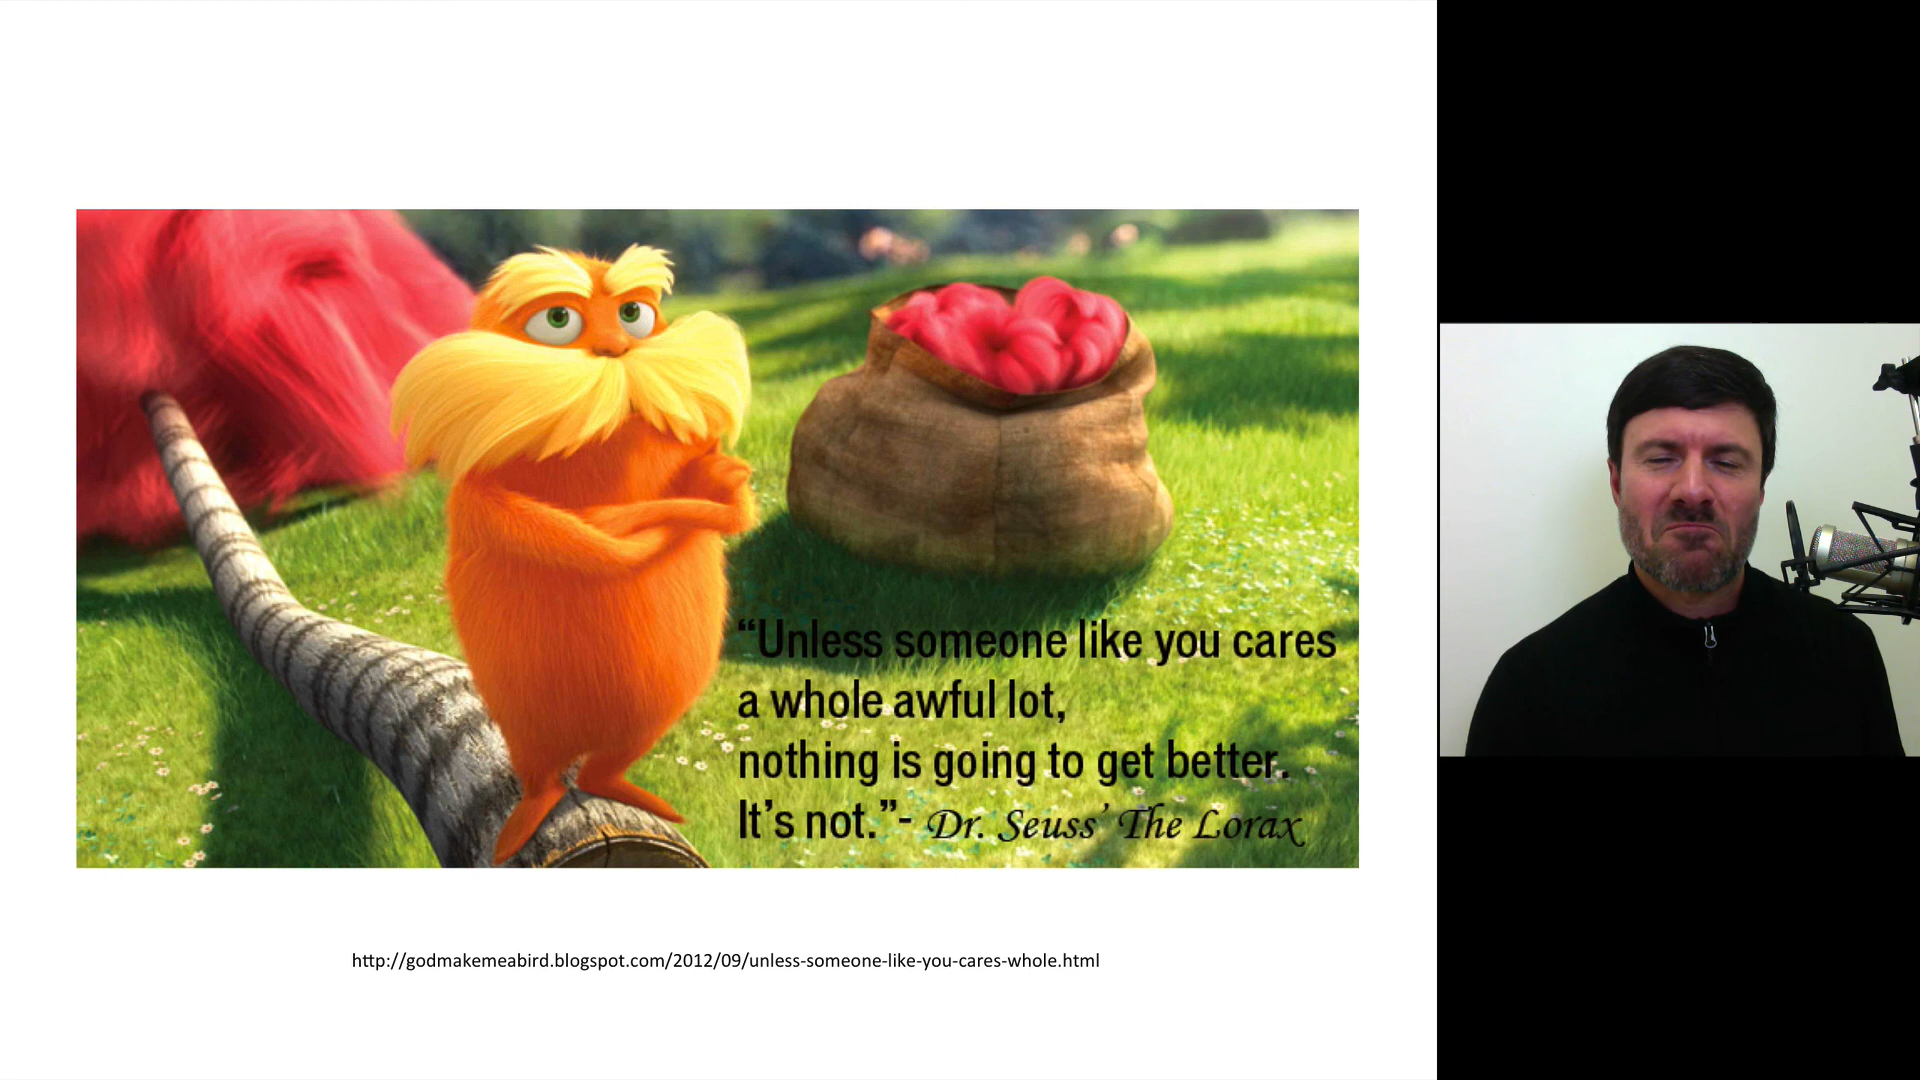 “Unless someone like you cares
a whole awful lot,
nothing is going to get better.
It’s not.”- Dr. Seuss’ The Lorax
http://godmakemeabird.blogspot.com/2012/09/unless-someone-like-you-cares-whole.html